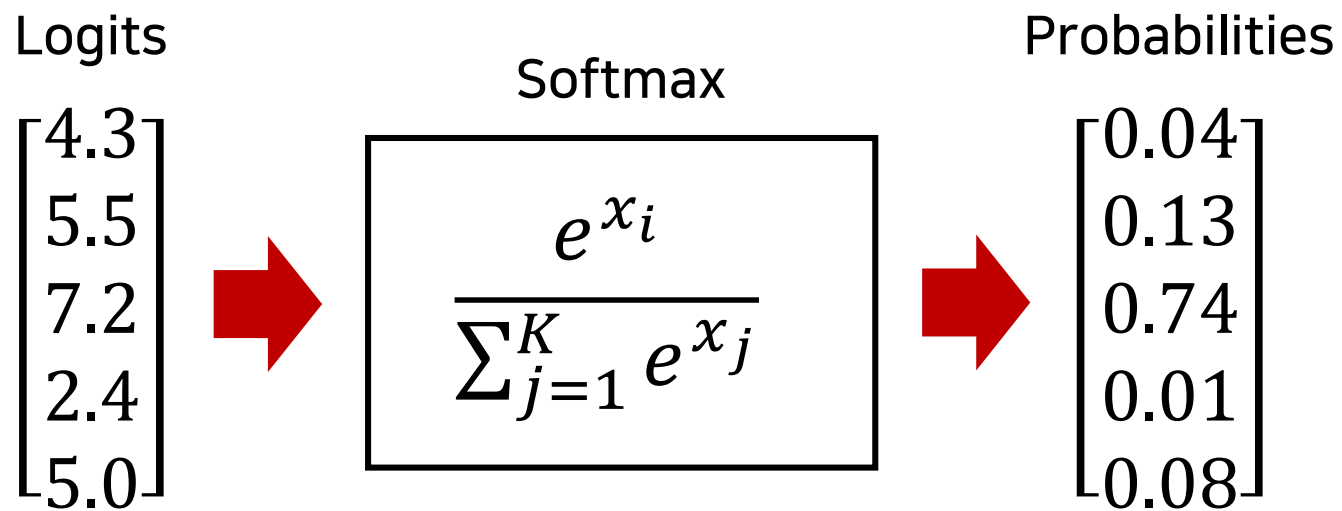 Logits
4.3
5.5
7.2
2.4
5.0
Softmax
e^{x_i}
∑_{j=1}^{K} e^{x_j}
Probabilities
0.04
0.13
0.74
0.01
0.08